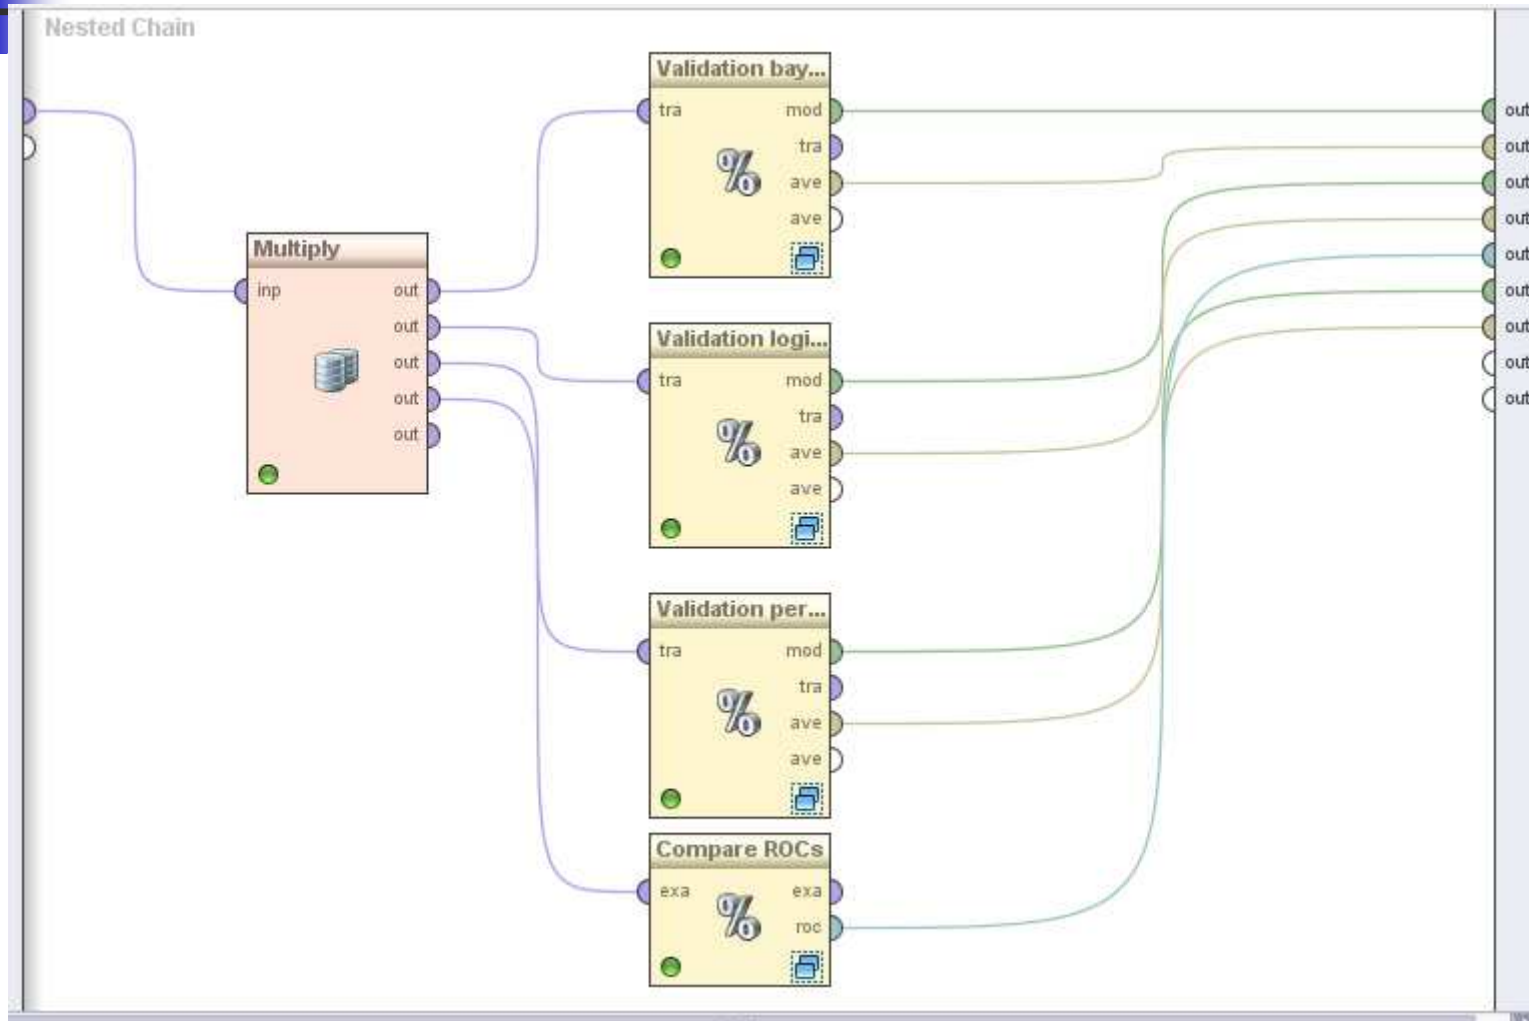 Nested Chain
Validation bay...
tra mod
tra
ave
ave
Multiply
inp out
out
out
out
out
Validation logi...
tra mod
tra
ave
ave
Validation per...
tra mod
tra
ave
ave
Compare ROCs
exa exa
roc
out
out
out
out
out
out
out
out
out